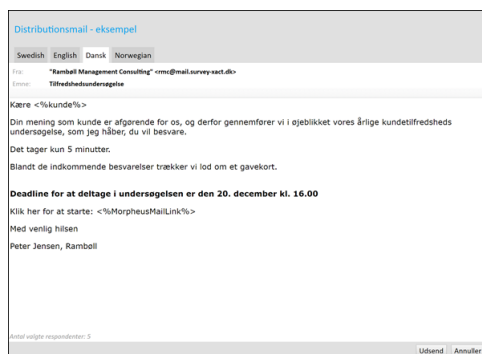 Distributionsmail - eksempel
Swedish English Dansk Norwegian
Fra: "Rambøll Management Consulting" <rmc@mail.survey-xact.dk>
Emne: Tilfredshedsundersøgelse
Kære <%kunde%>
Din mening som kunde er afgørende for os, og derfor gennemfører vi i øjeblikket vores årlige kundetilfredsheds
undersøgelse, som jeg håber, du vil besvare.
Det tager kun 5 minutter.
Blandt de indkommende besvarelser trækker vi lod om et gavekort.
Deadline for at deltage i undersøgelsen er den 20. december kl. 16.00
Klik her for at starte: <%MorpheusMailLink%>
Med venlig hilsen
Peter Jensen, Rambøll
Antal valgte respondenter: 5
Udsend Annuller